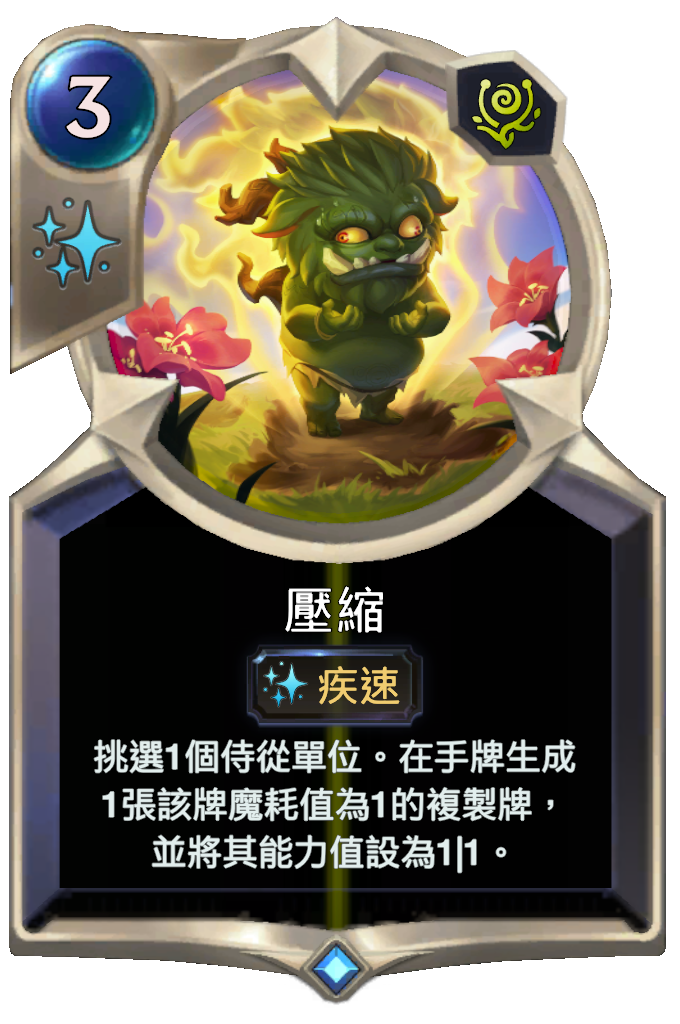 3
壓縮
疾速
挑選1個侍從單位。在手牌生成
1張該牌魔耗值為1的複製牌，
並將其能力值設為1|1。